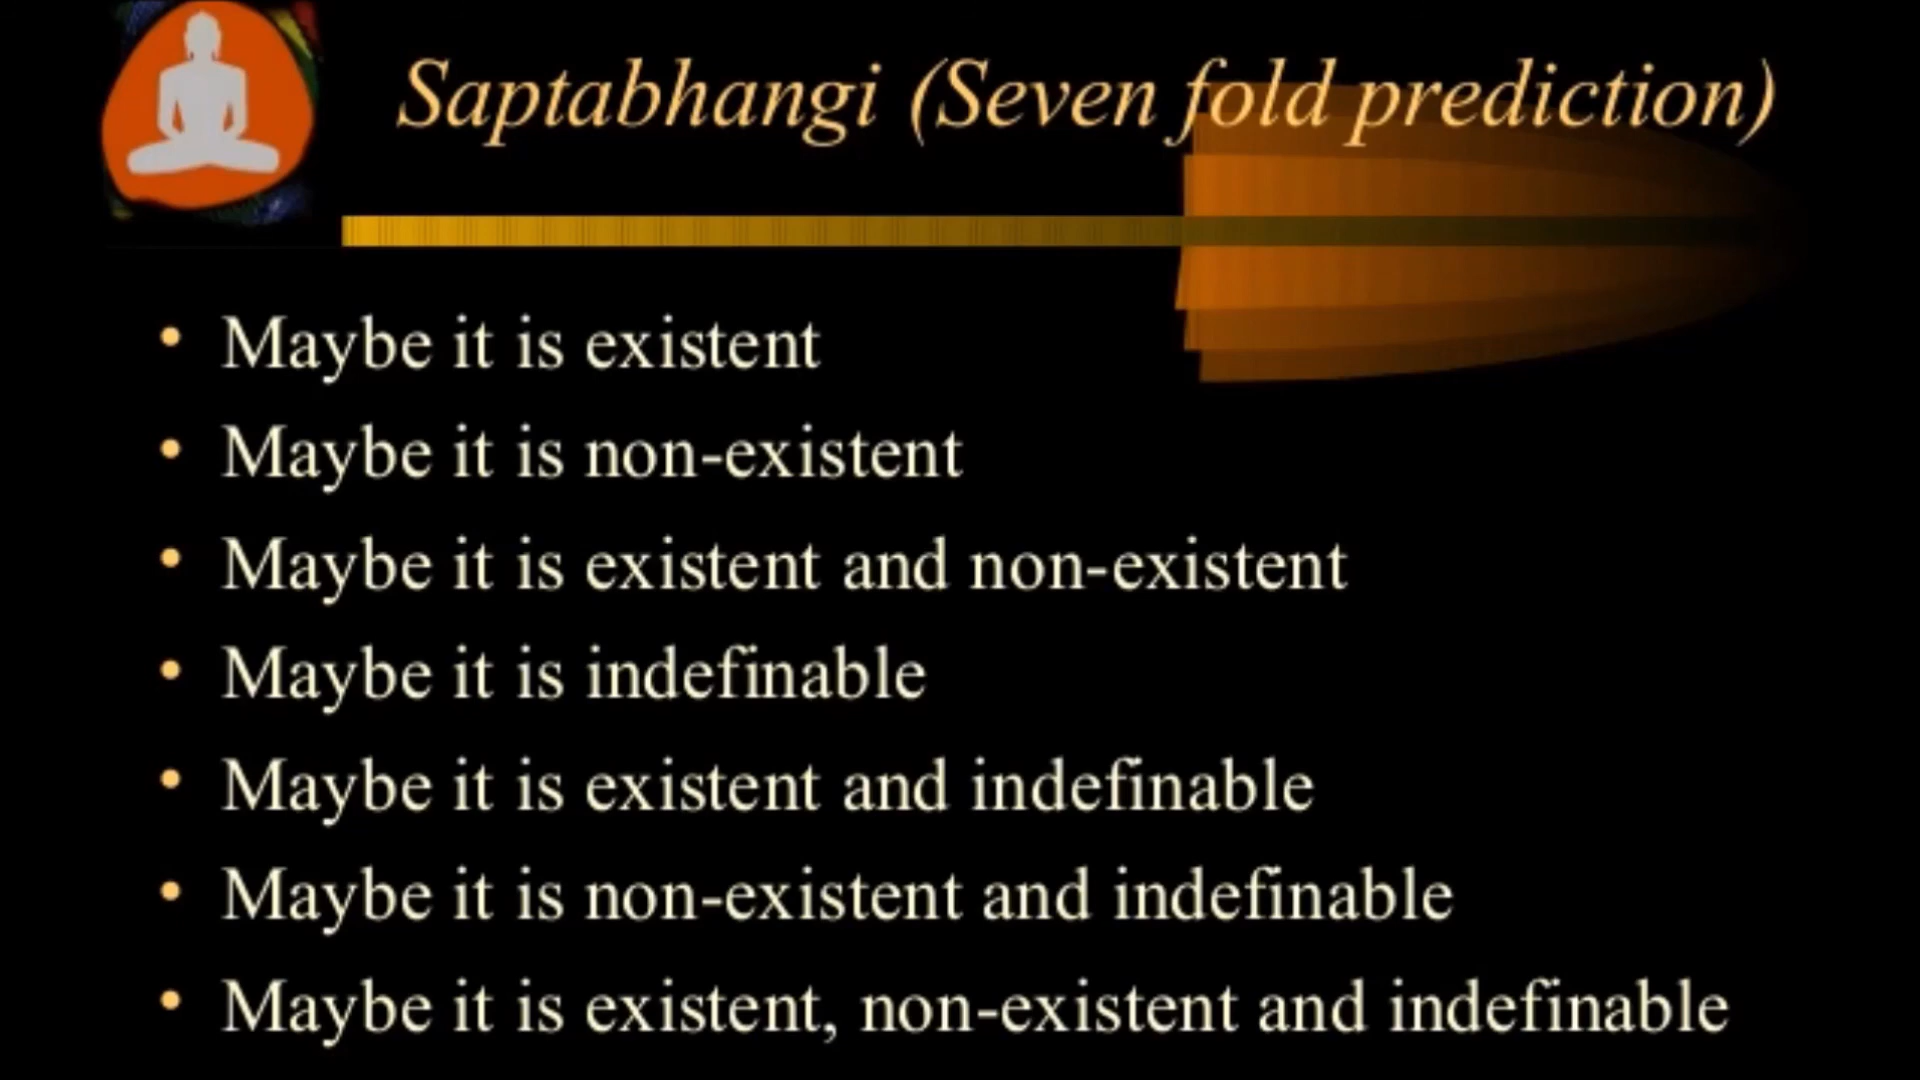 Saptabhangi (Seven fold prediction)
• Maybe it is existent
• Maybe it is non-existent
• Maybe it is existent and non-existent
• Maybe it is indefinable
• Maybe it is existent and indefinable
• Maybe it is non-existent and indefinable
• Maybe it is existent, non-existent and indefinable